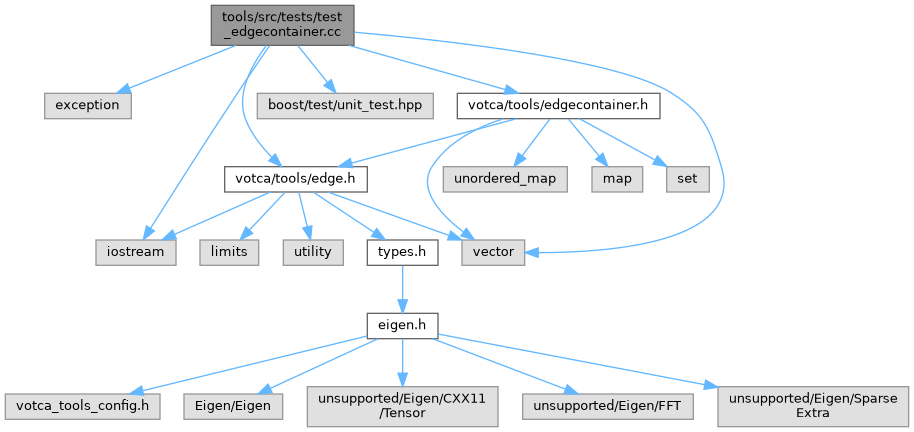 tools/src/tests/test
_edgecontainer.cc
exception
boost/test/unit_test.hpp
votca/tools/edgecontainer.h
votca/tools/edge.h
unordered_map
map
set
iostream
limits
utility
types.h
vector
eigen.h
votca_tools_config.h
Eigen/Eigen
unsupported/Eigen/CXX11
/Tensor
unsupported/Eigen/FFT
unsupported/Eigen/Sparse
Extra